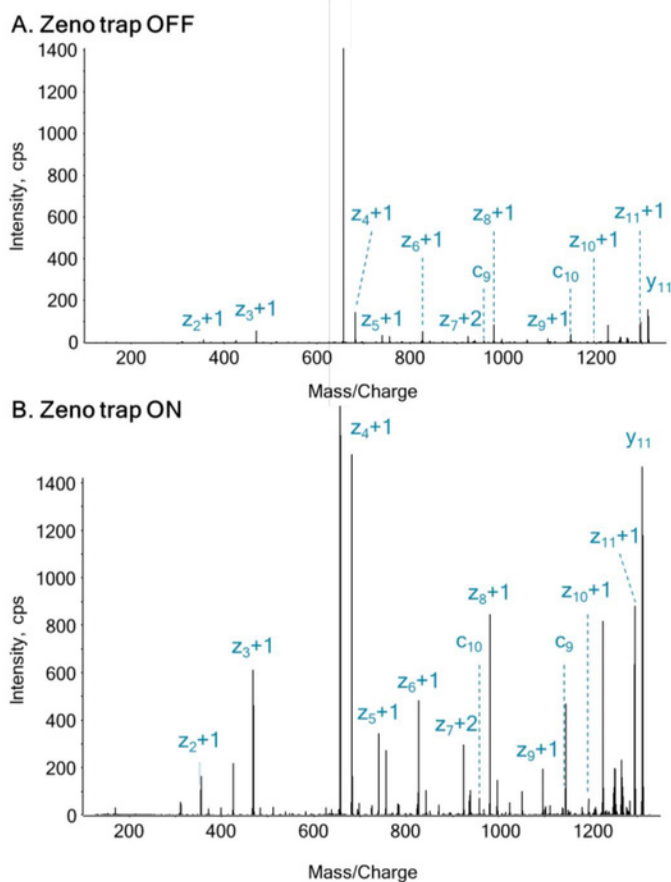 A. Zeno trap OFF
1400
1200
1000
800
600
400
200
0
Intensity, cps
z₂+1
z₃+1
z₄+1
z₅+1
z₆+1
z₇+2
c₉
z₈+1
z₉+1
c₁₀
z₁₀+1
z₁₁+1
y₁₁
200 400 600 800 1000 1200
Mass/Charge
B. Zeno trap ON
1400
1200
1000
800
600
400
200
0
Intensity, cps
z₂+1
z₃+1
z₄+1
z₅+1
z₆+1
z₇+2
c₁₀
z₈+1
z₉+1
c₉
z₁₀+1
z₁₁+1
y₁₁
200 400 600 800 1000 1200
Mass/Charge